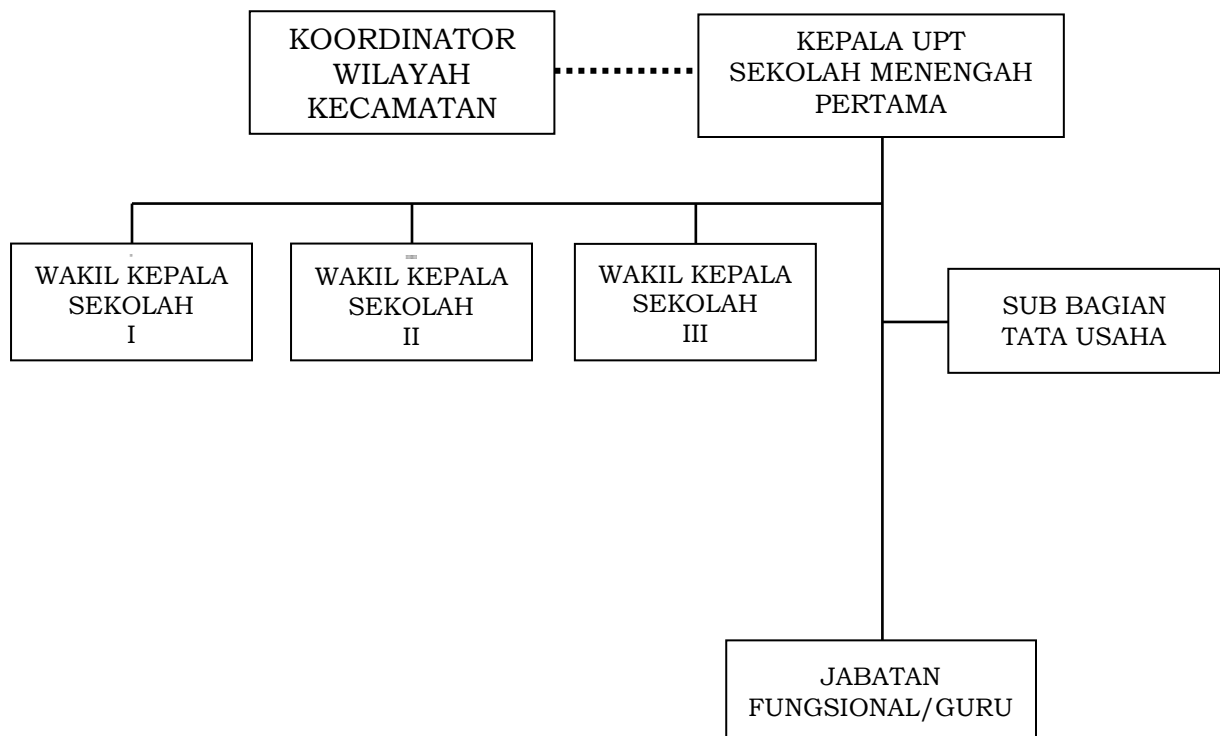 KOORDINATOR
WILAYAH
KECAMATAN
KEPALA UPT
SEKOLAH MENENGAH
PERTAMA
WAKIL KEPALA
SEKOLAH
I
WAKIL KEPALA
SEKOLAH
II
WAKIL KEPALA
SEKOLAH
III
SUB BAGIAN
TATA USAHA
JABATAN
FUNGSIONAL/GURU